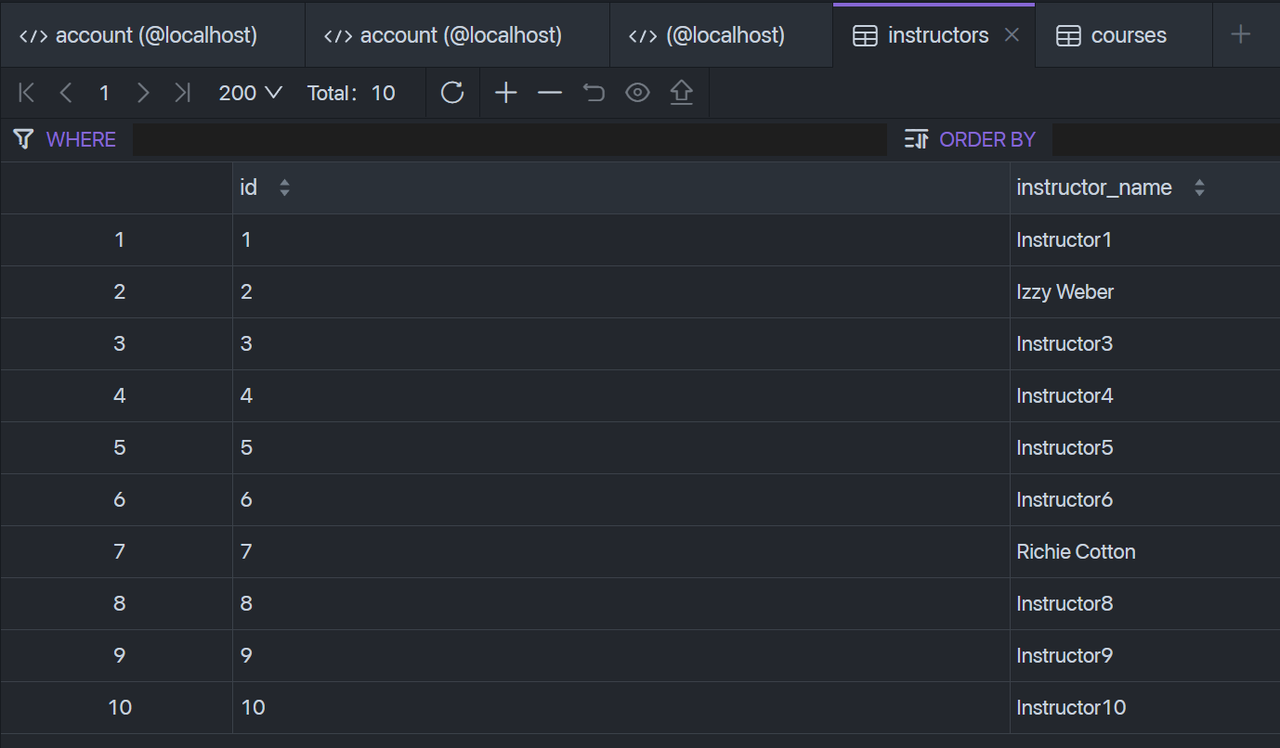 </> account (@localhost) </> account (@localhost) </> (@localhost) instructors courses
1 200 Total: 10
WHERE ORDER BY
id instructor_name
1 1 Instructor1
2 2 Izzy Weber
3 3 Instructor3
4 4 Instructor4
5 5 Instructor5
6 6 Instructor6
7 7 Richie Cotton
8 8 Instructor8
9 9 Instructor9
10 10 Instructor10